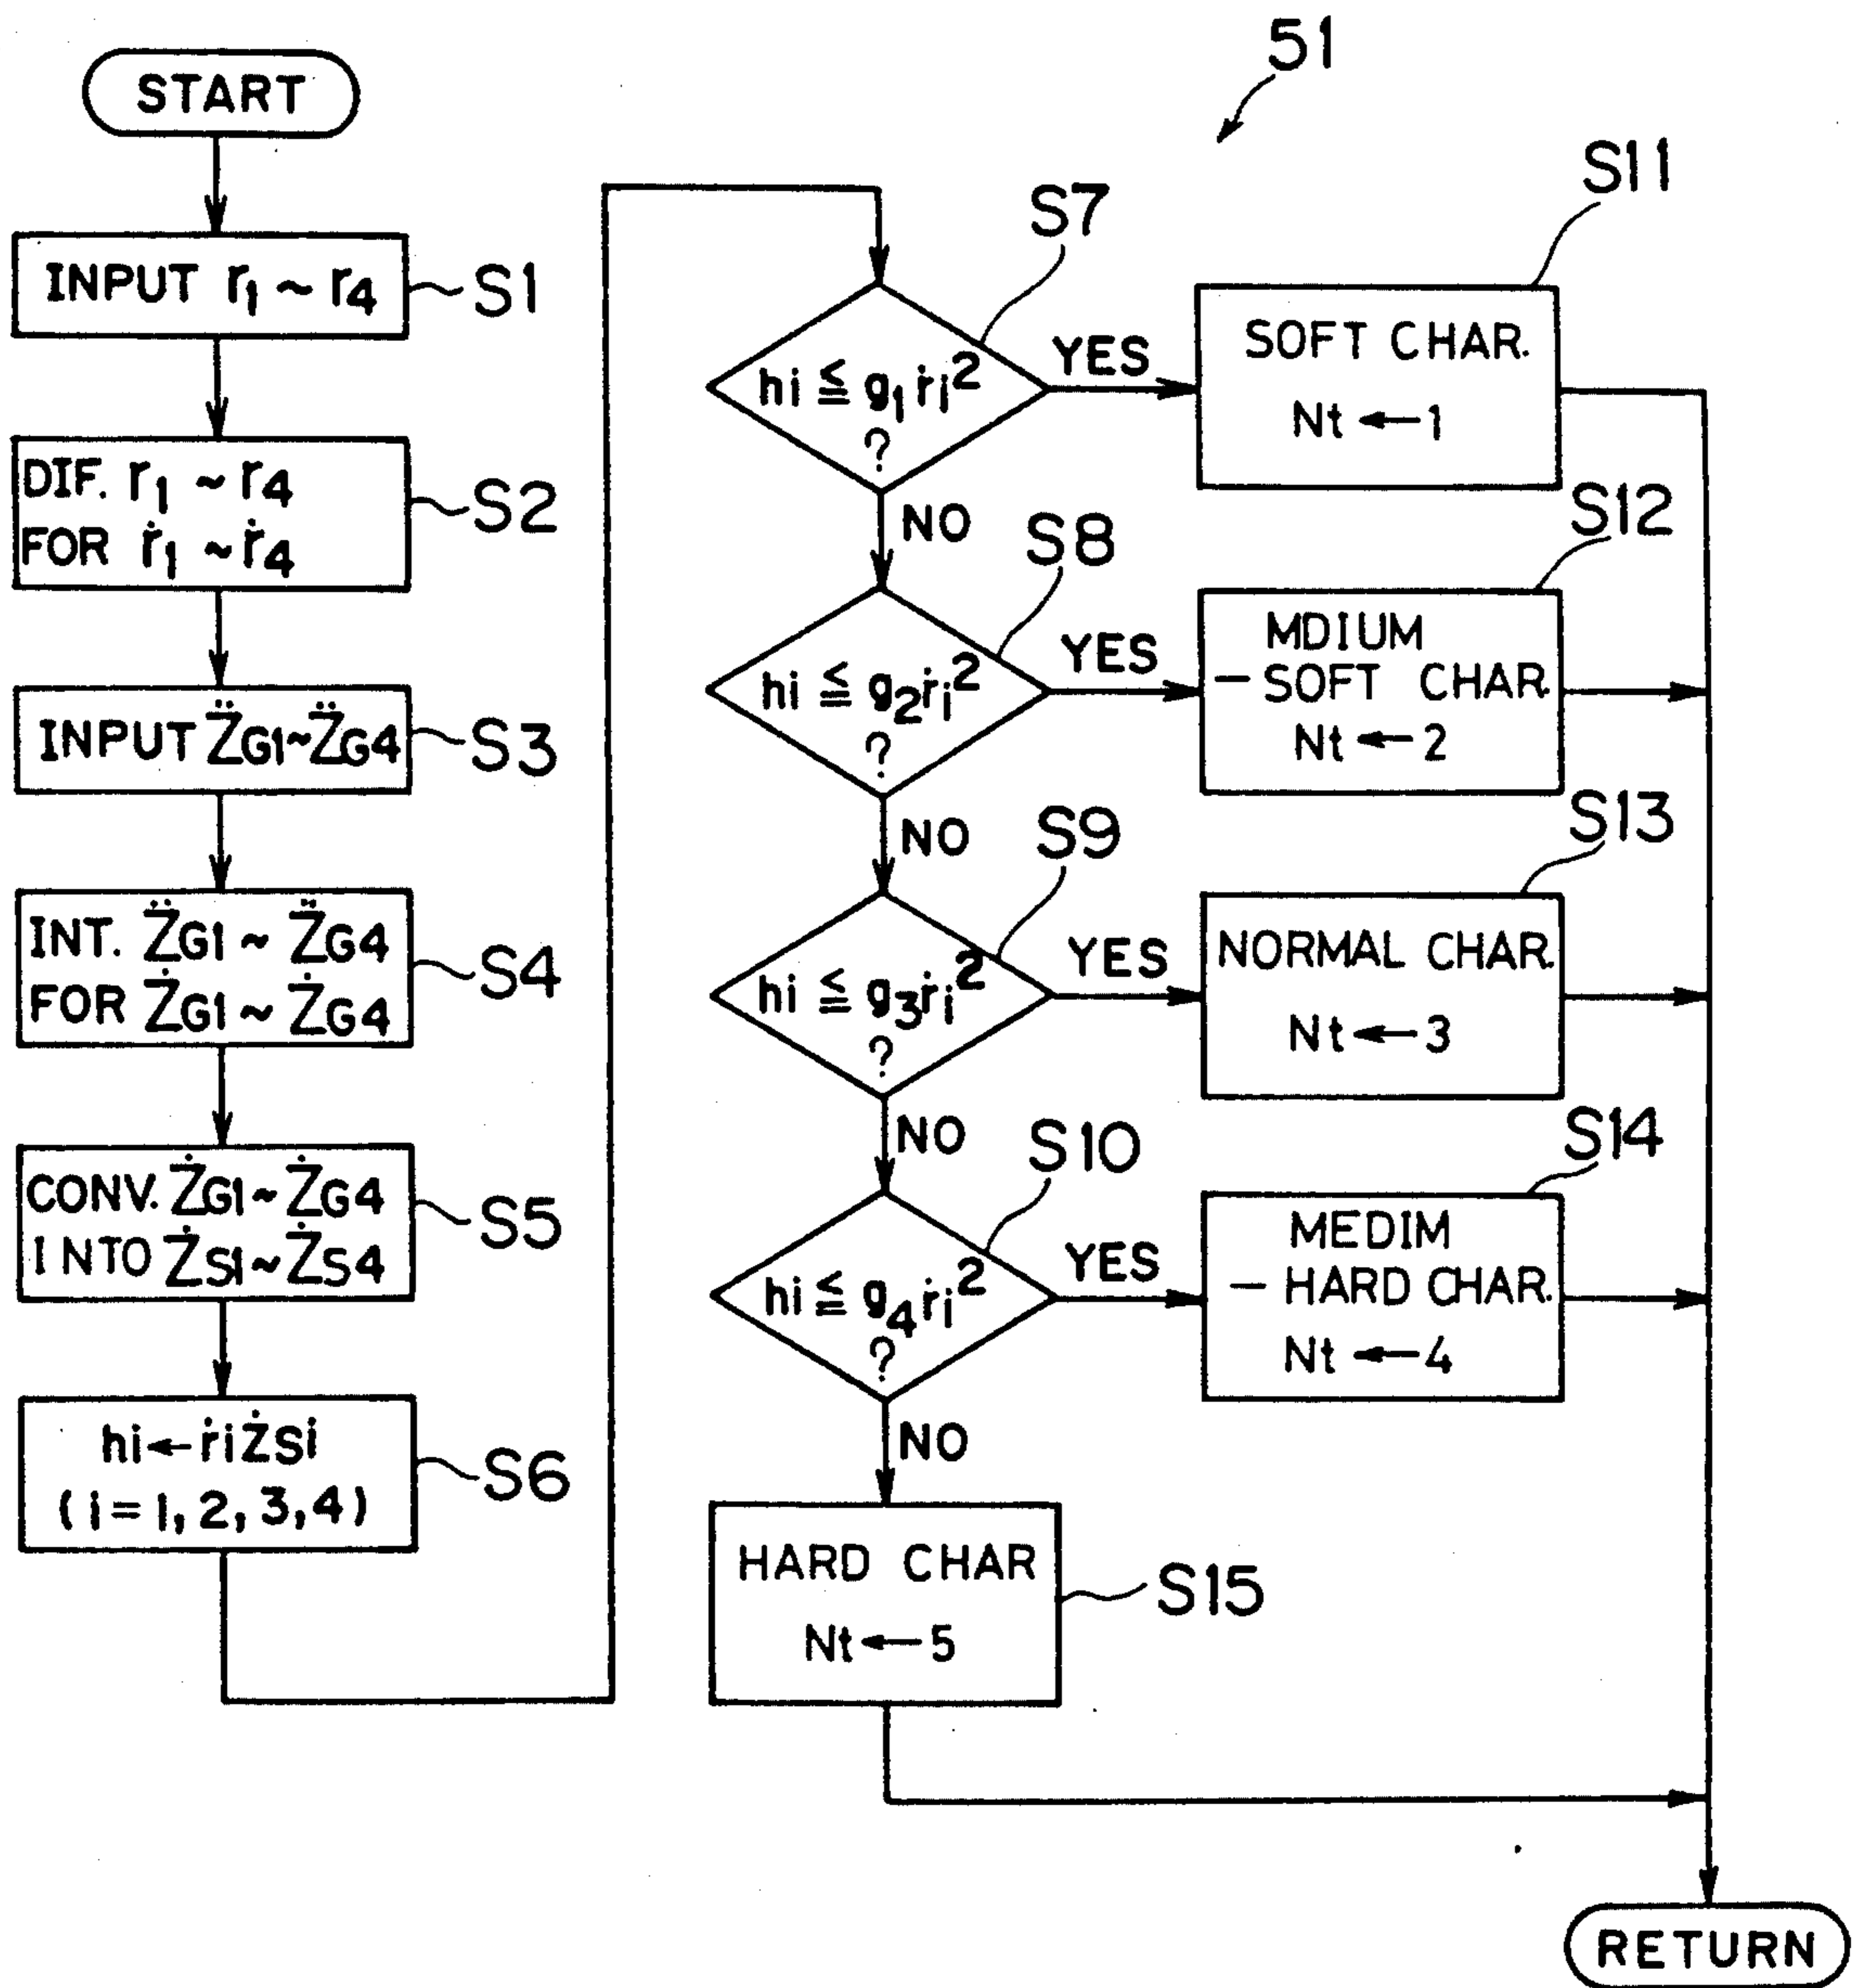 51
START
INPUT r1 ~ r4
S1
DIF. r1 ~ r4
FOR ṙ1 ~ ṙ4
S2
INPUT Z̈G1~Z̈G4
S3
INT. Z̈G1 ~ Z̈G4
FOR ŻG1 ~ ŻG4
S4
CONV. ŻG1~ŻG4
INTO ŻS1~ŻS4
S5
hi←ṙiŻSi
(i=1,2,3,4)
S6
S7
hi ≦ g1ṙi²
?
YES
NO
S11
SOFT CHAR.
Nt ←1
S8
hi ≦ g2ṙi²
?
YES
NO
S12
MDIUM
-SOFT CHAR.
Nt ←2
S9
hi ≦ g3ṙi²
?
YES
NO
S13
NORMAL CHAR.
Nt ←3
S10
hi ≦ g4ṙi²
?
YES
NO
S14
MEDIM
-HARD CHAR.
Nt ←4
HARD CHAR
Nt ←5
S15
RETURN